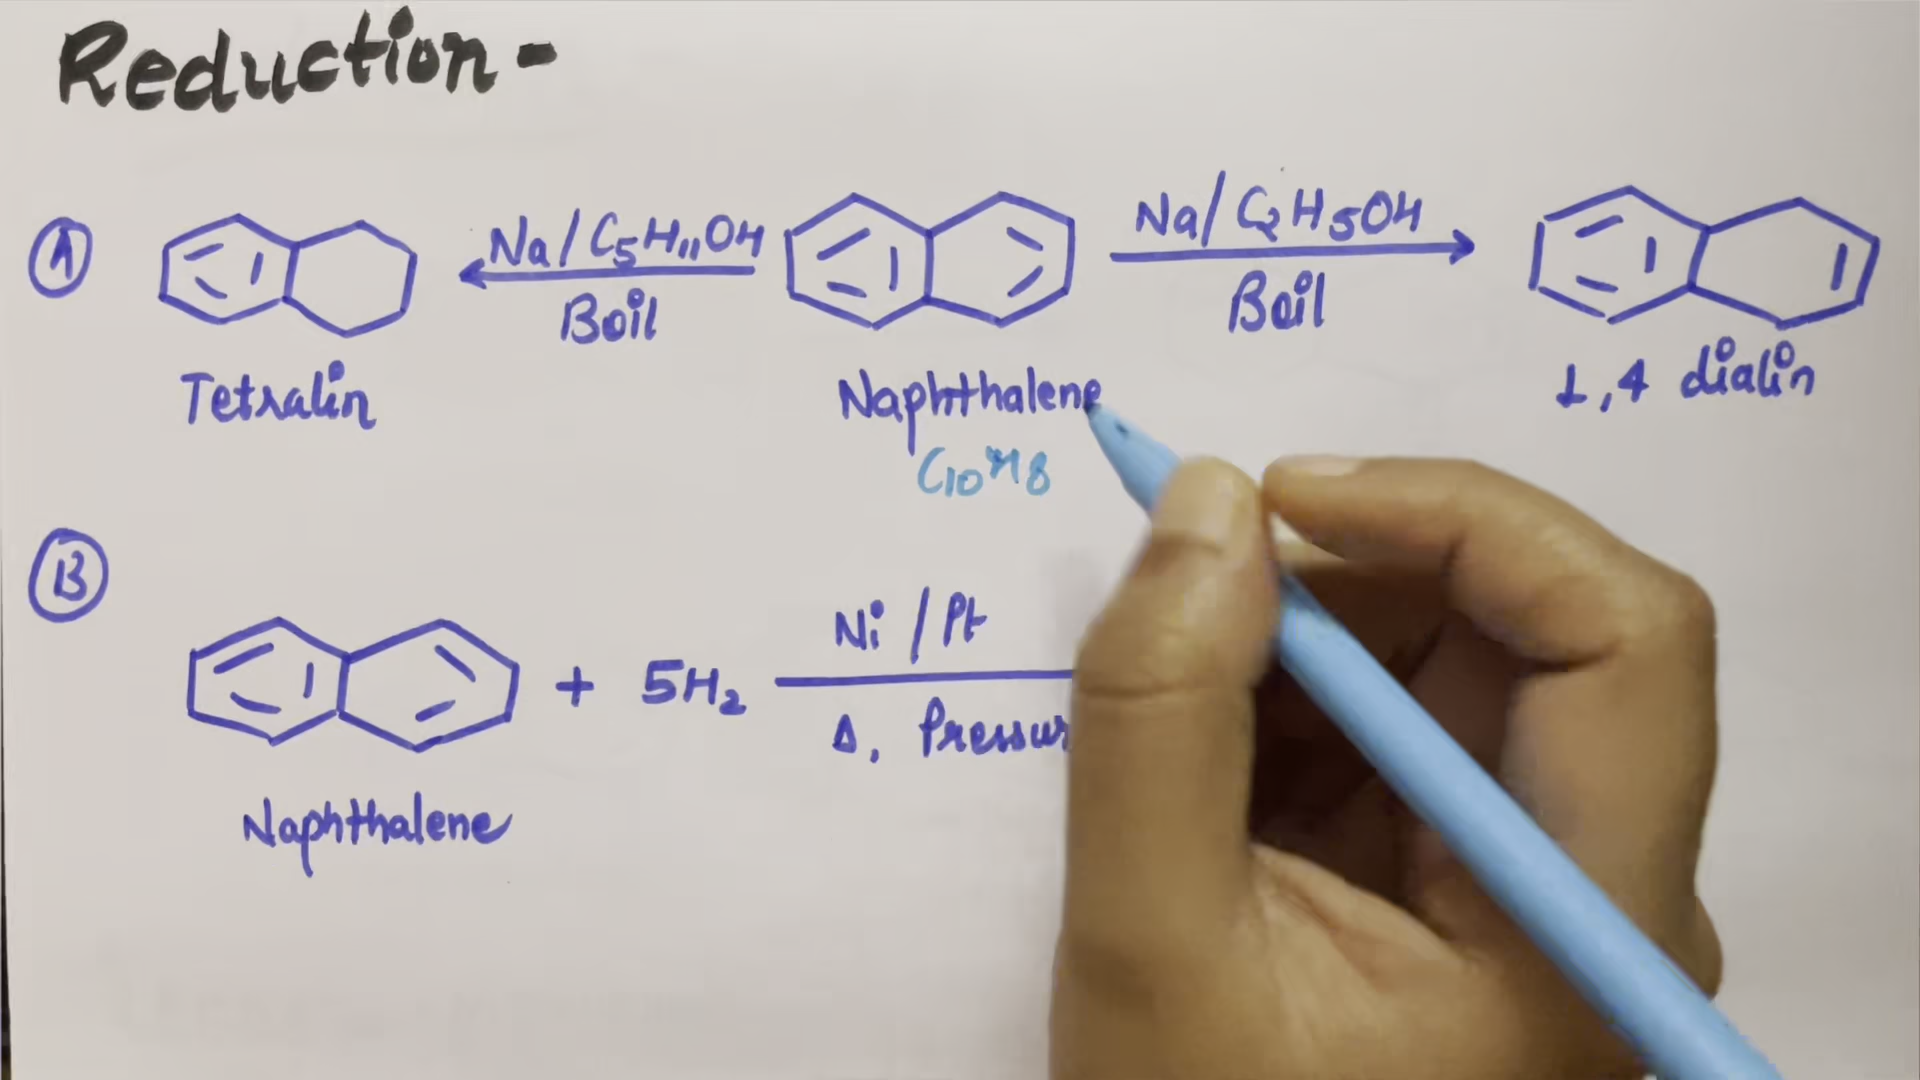 Reduction -
A
Na/C5H11OH
Boil
Na/C2H5OH
Boil
Tetralin
Naphthalene
C10H8
1,4 dialin
B
+ 5H2
Ni/Pt
Δ, Pressur
Naphthalene